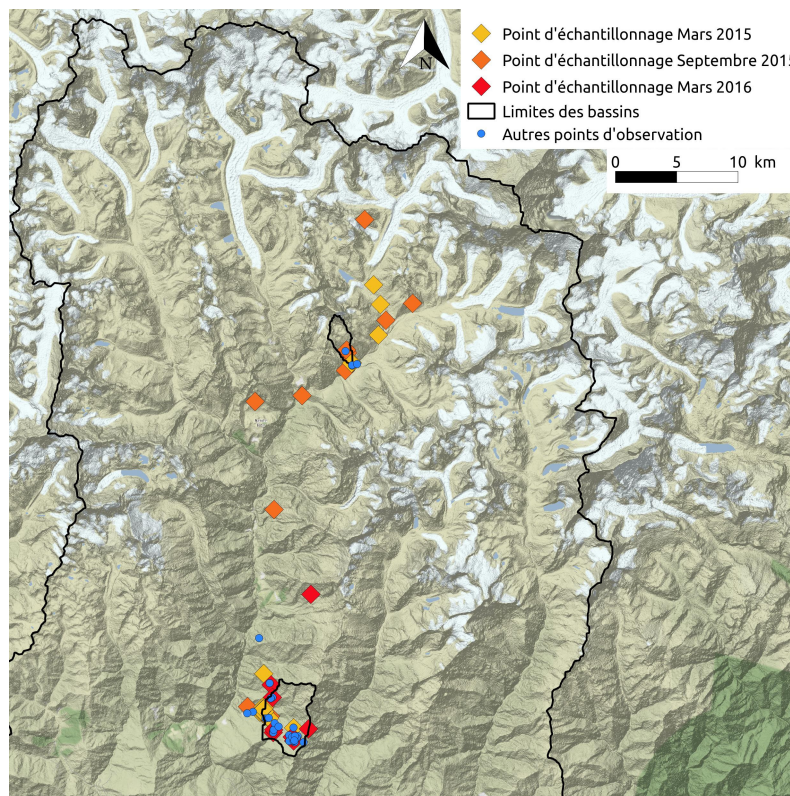 N
Point d'échantillonnage Mars 2015
Point d'échantillonnage Septembre 2015
Point d'échantillonnage Mars 2016
Limites des bassins
Autres points d'observation
0 5 10 km